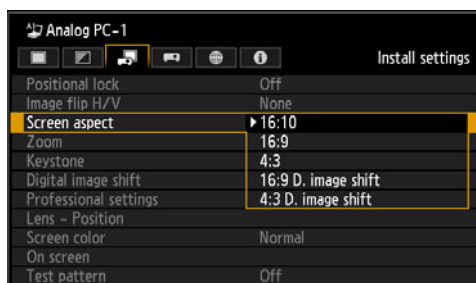 Analog PC-1
Install settings
Positional lock Off
Image flip H/V None
Screen aspect 16:10
Zoom 16:9
Keystone 4:3
Digital image shift 16:9 D. image shift
Professional settings 4:3 D. image shift
Lens - Position
Screen color Normal
On screen
Test pattern Off